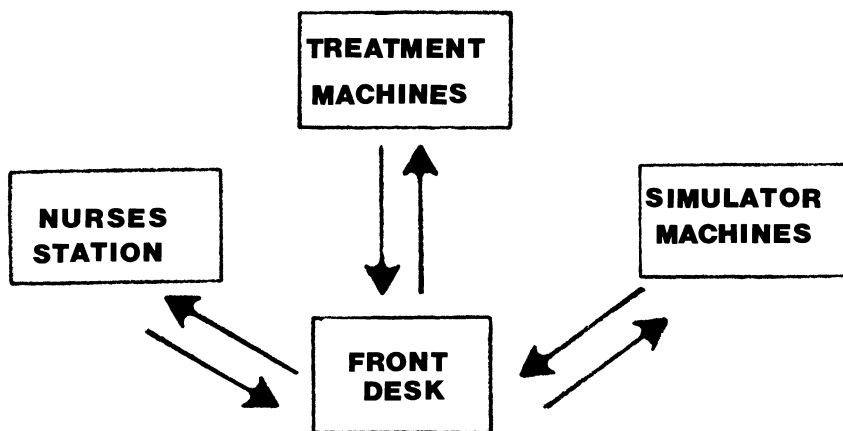 TREATMENT
MACHINES
NURSES
STATION
SIMULATOR
MACHINES
FRONT
DESK